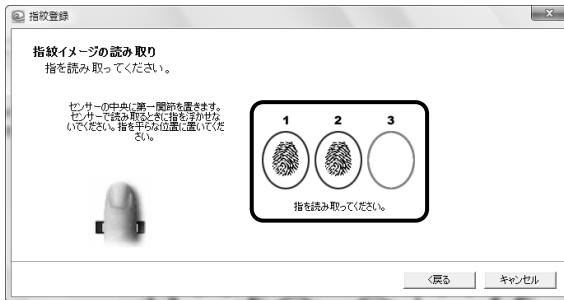 指紋登録
指紋イメージの読み取り
指を読み取ってください。
センサーの中央に第一関節を置きます。
センサーで読み取るときに指を浮かせな
いでください。指を平らな位置に置いてくだ
さい。
1 2 3
指を読み取ってください。
<戻る キャンセル